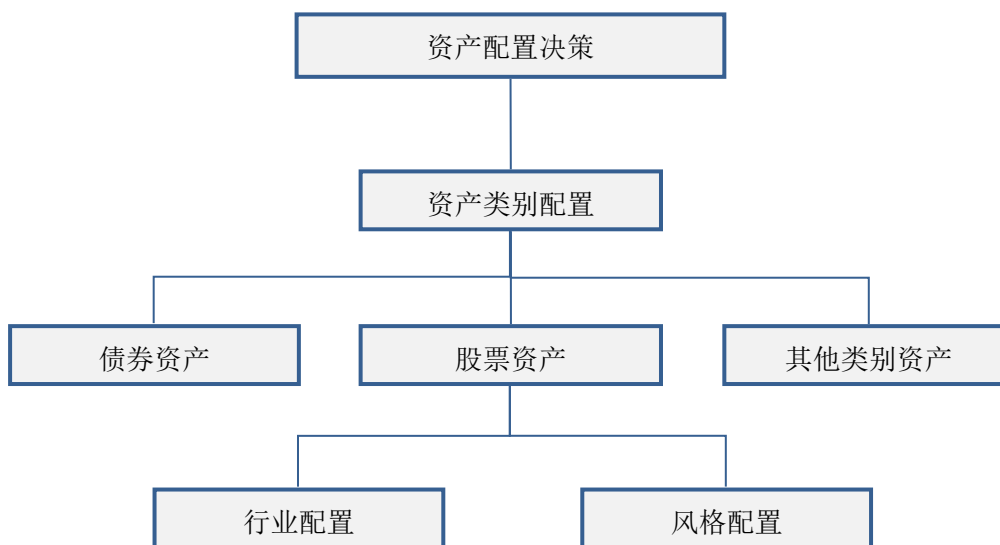 资产配置决策
资产类别配置
债券资产
股票资产
其他类别资产
行业配置
风格配置